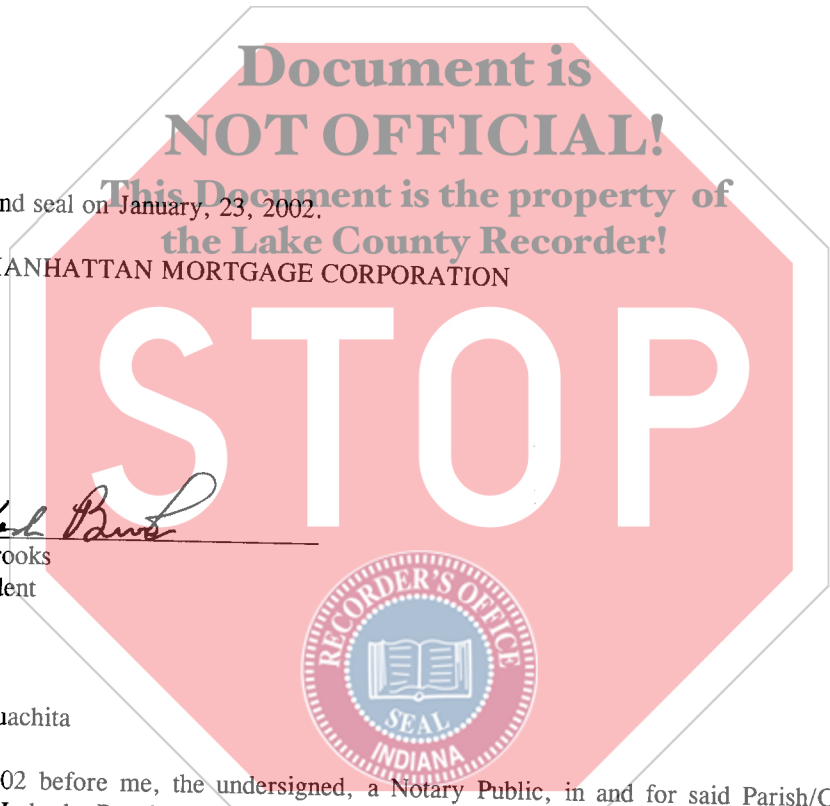 Document is
NOT OFFICIAL!
This Document is the property of
the Lake County Recorder!
nd seal on January, 23, 2002.
ANHATTAN MORTGAGE CORPORATION
STOP
rooks
dent
RECORDER'S OFFICE
SEAL
INDIANA
uachita
02 before me, the undersigned, a Notary Public, in and for said Parish/C